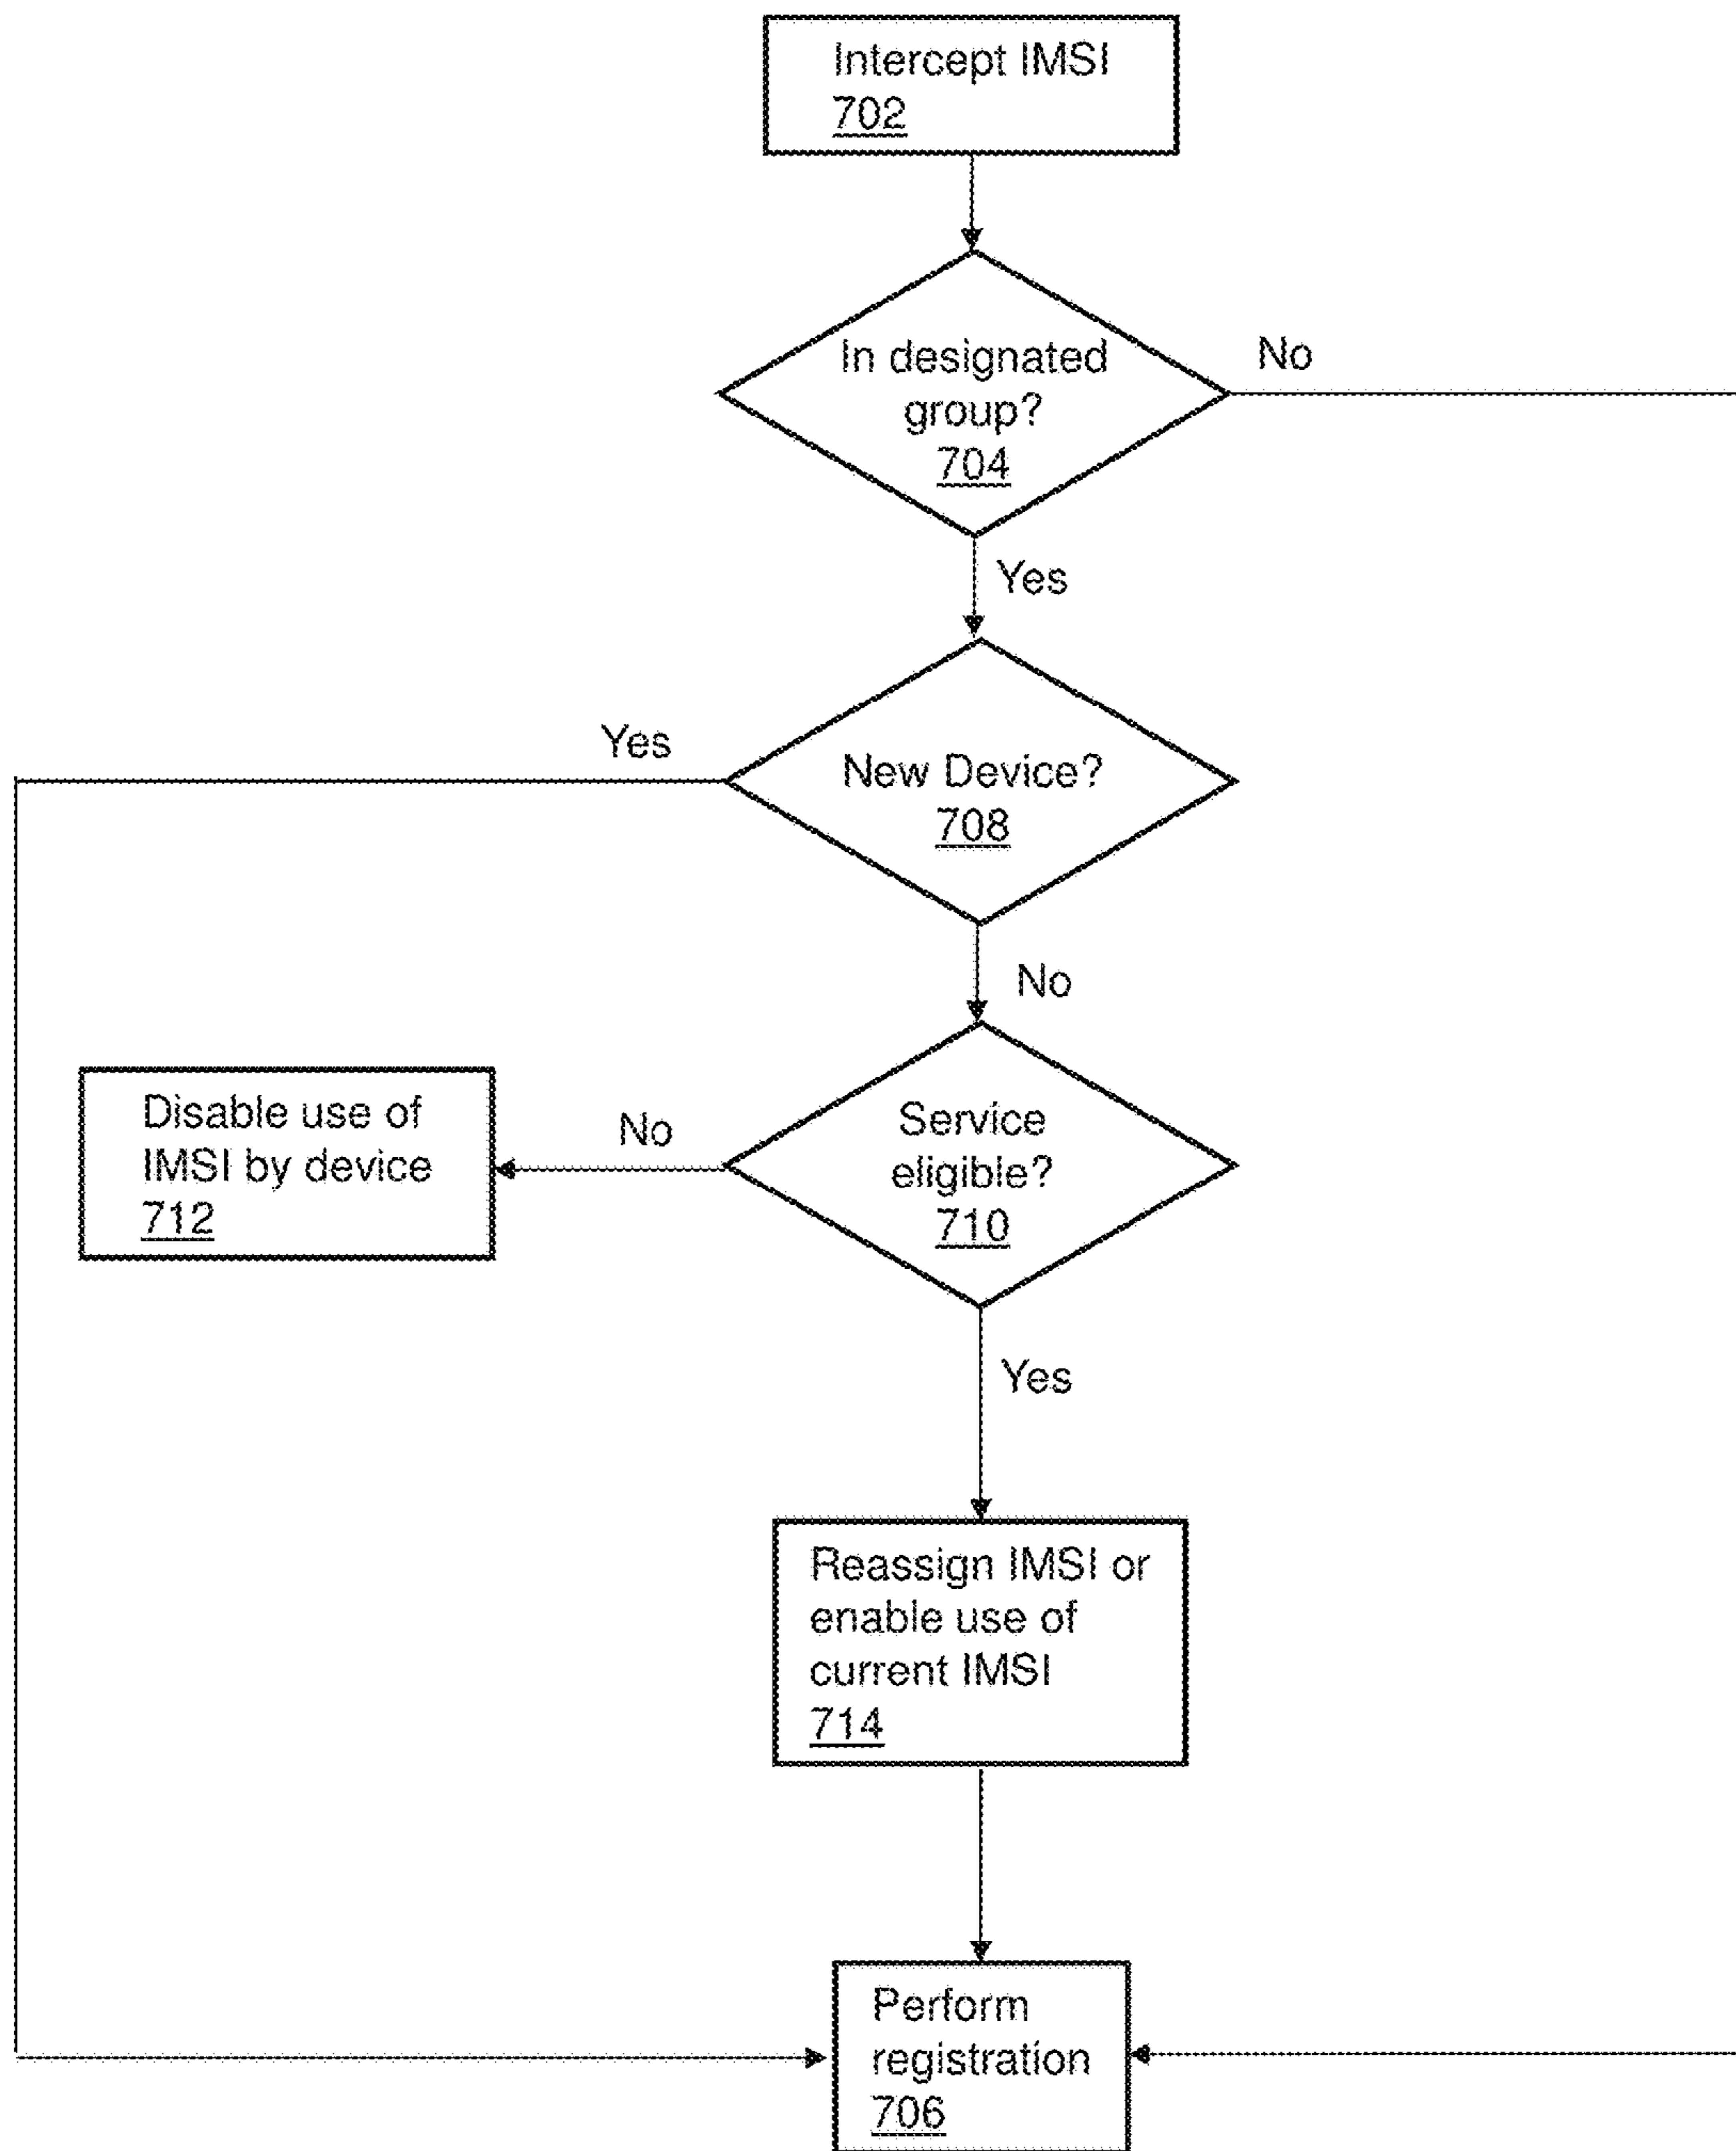 Intercept IMSI
702
In designated
group?
704
No
Yes
Yes
New Device?
708
No
Disable use of
IMSI by device
712
No
Service
eligible?
710
Yes
Reassign IMSI or
enable use of
current IMSI
714
Perform
registration
706